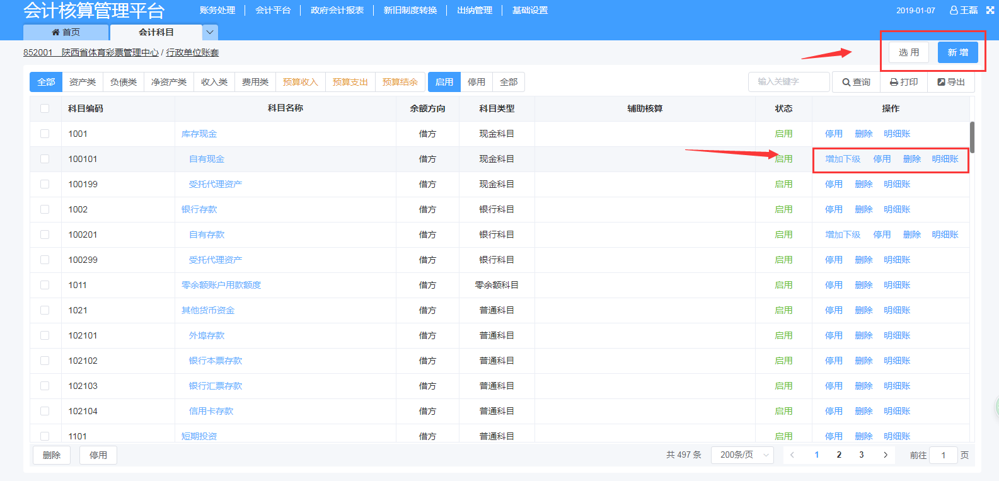 会计核算管理平台 账务处理 会计平台 政府会计报表 新旧制度转换 出纳管理 基础设置 2019-01-07 王磊
首页 会计科目
852001 陕西省体育彩票管理中心 / 行政单位账套 选 用 新 增
全部 资产类 负债类 净资产类 收入类 费用类 预算收入 预算支出 预算结余 启用 停用 全部 输入关键字 查询 打印 导出
科目编码 科目名称 余额方向 科目类型 辅助核算 状态 操作
1001 库存现金 借方 现金科目 启用 停用 删除 明细账
100101 自有现金 借方 现金科目 启用 增加下级 停用 删除 明细账
100199 受托代理资产 借方 现金科目 启用 停用 删除 明细账
1002 银行存款 借方 银行科目 启用 停用 删除 明细账
100201 自有存款 借方 银行科目 启用 增加下级 停用 删除 明细账
100299 受托代理资产 借方 银行科目 启用 停用 删除 明细账
1011 零余额账户用款额度 借方 零余额科目 启用 停用 删除 明细账
1021 其他货币资金 借方 普通科目 启用 停用 删除 明细账
102101 外埠存款 借方 普通科目 启用 停用 删除 明细账
102102 银行本票存款 借方 普通科目 启用 停用 删除 明细账
102103 银行汇票存款 借方 普通科目 启用 停用 删除 明细账
102104 信用卡存款 借方 普通科目 启用 停用 删除 明细账
1101 短期投资 借方 普通科目 启用 停用 删除 明细账
删除 停用 共 497 条 200条/页 1 2 3 前往 1 页